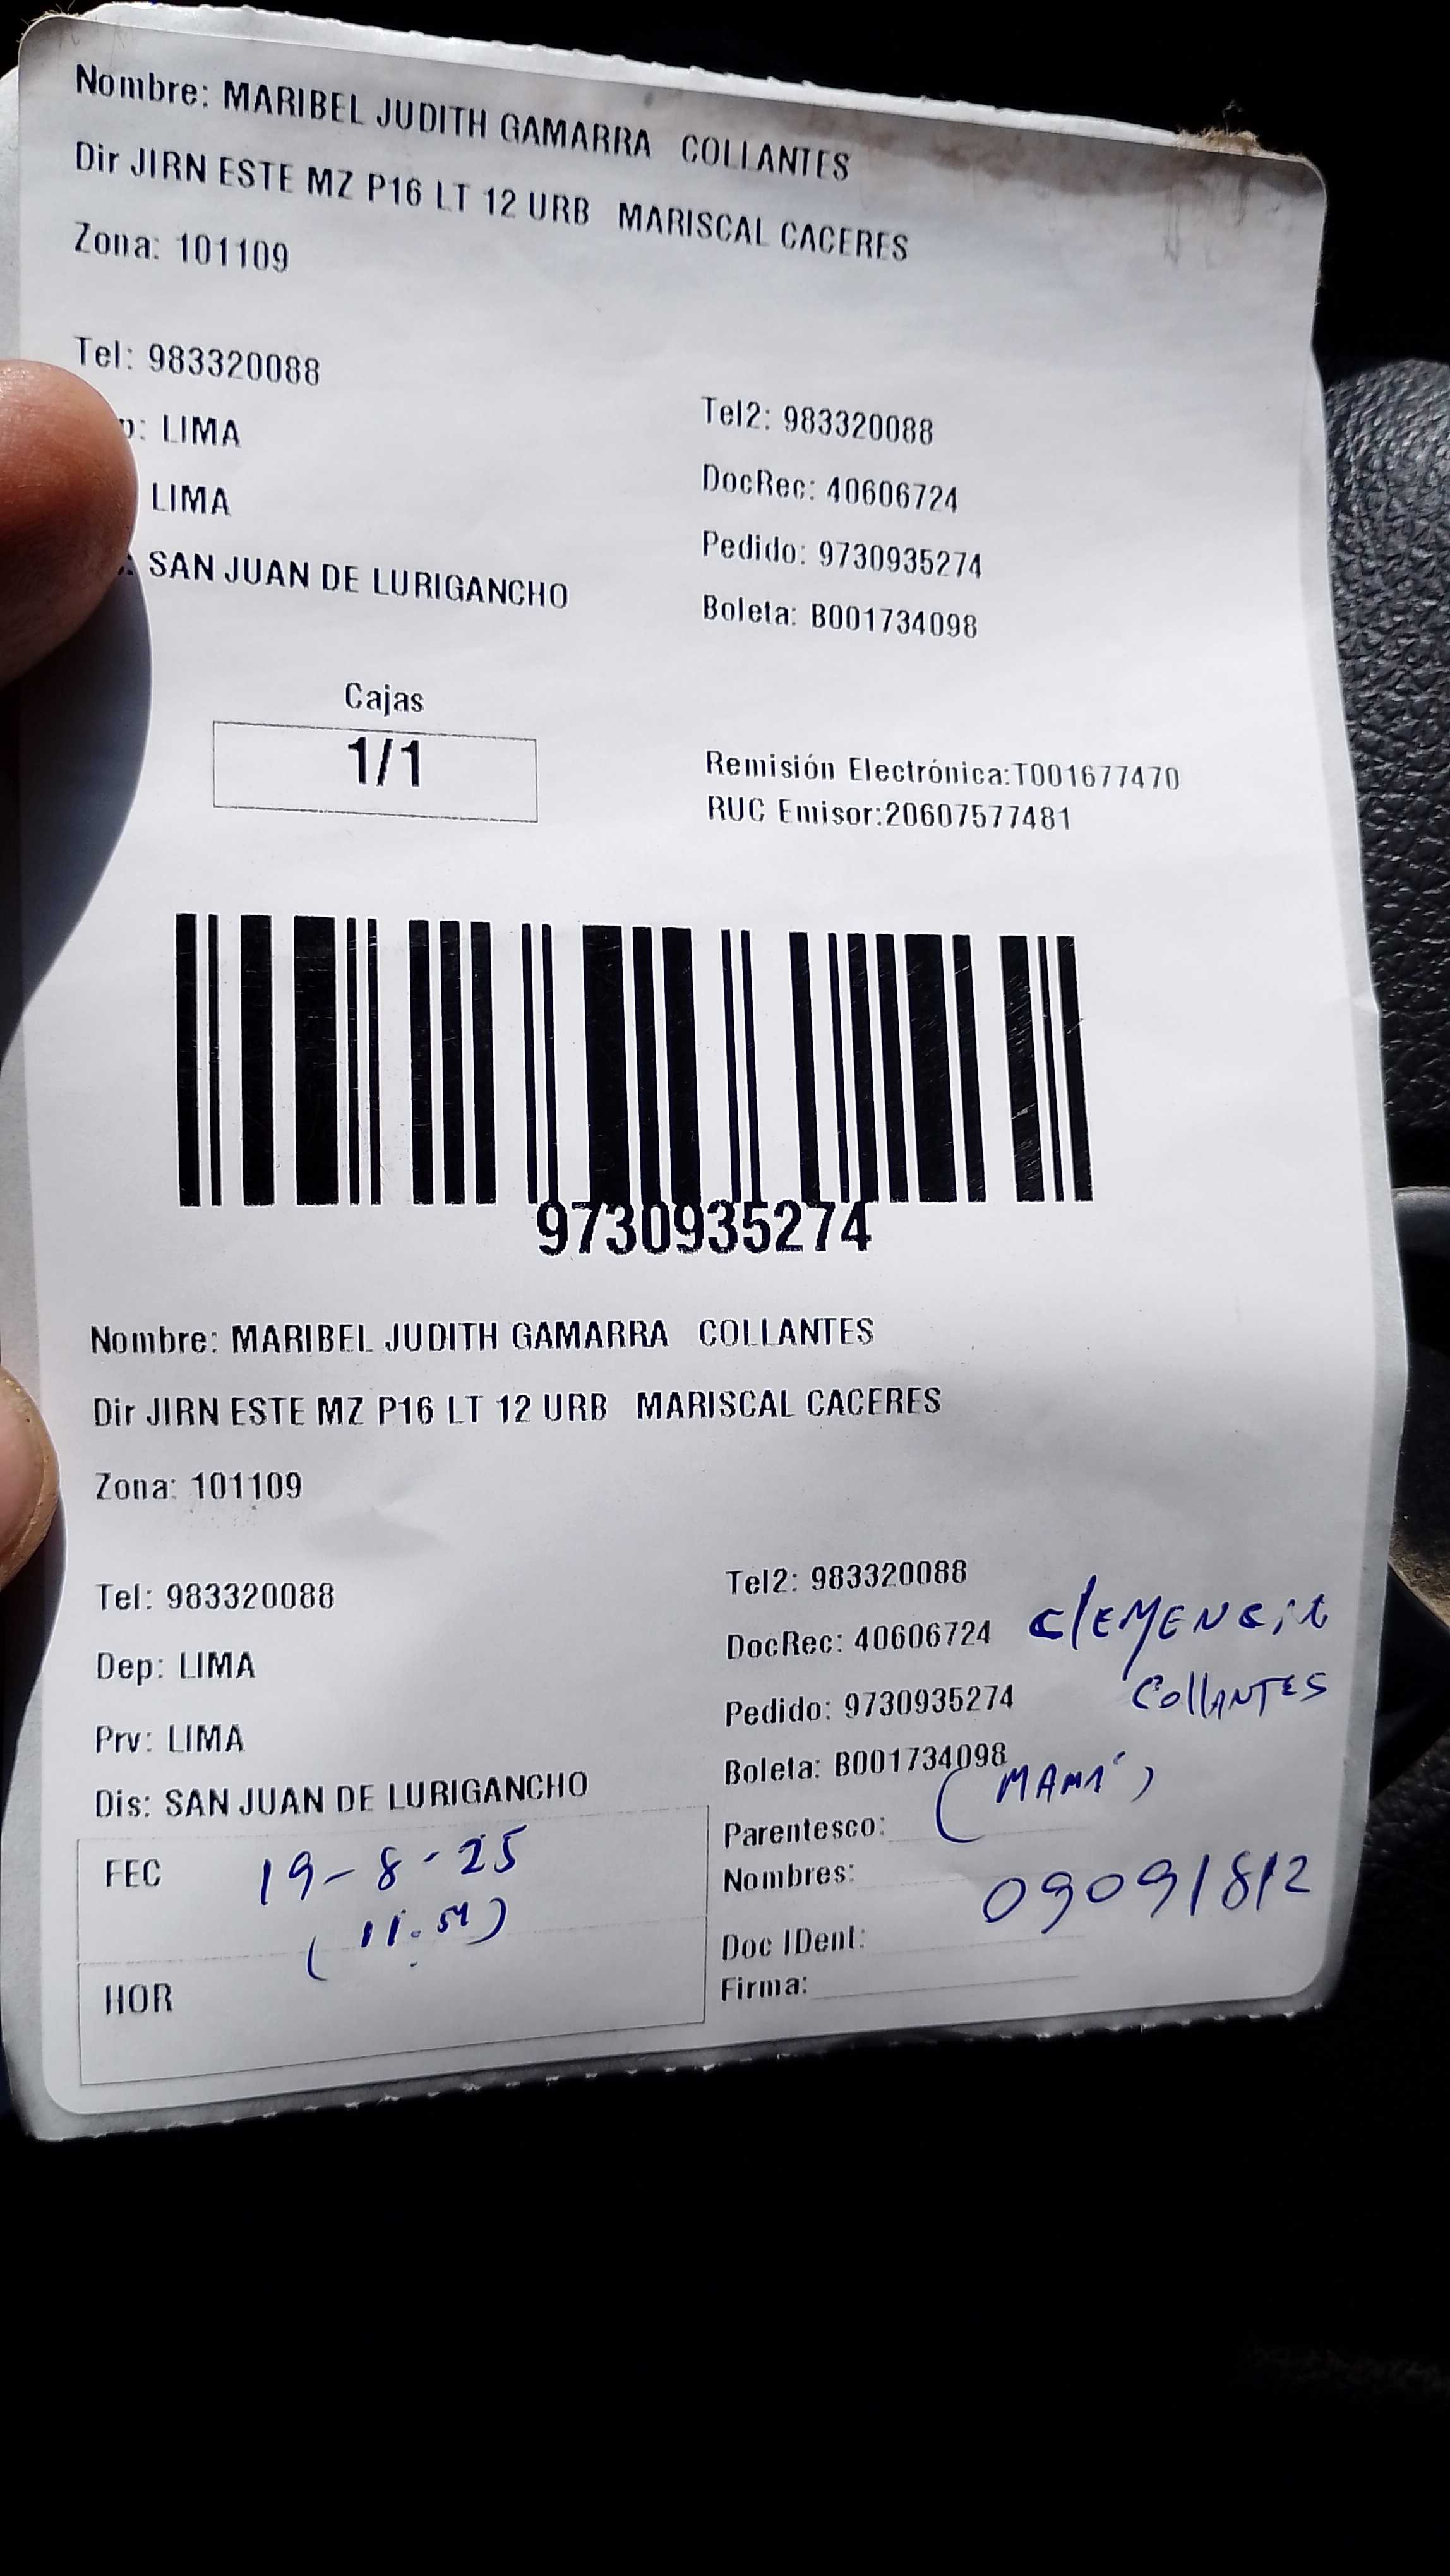 Nombre: MARIBEL JUDITH GAMARRA COLLANTES
Dir JIRN ESTE MZ P16 LT 12 URB MARISCAL CACERES
Zona: 101109
Tel: 983320088
Tel2: 983320088
p: LIMA
DocRec: 40606724
LIMA
Pedido: 9730935274
: SAN JUAN DE LURIGANCHO
Boleta: B001734098
Cajas
1/1
Remisión Electrónica:T001677470
RUC Emisor:20607577481
9730935274
Nombre: MARIBEL JUDITH GAMARRA COLLANTES
Dir JIRN ESTE MZ P16 LT 12 URB MARISCAL CACERES
Zona: 101109
Tel: 983320088
Tel2: 983320088
DocRec: 40606724 CLEMENCIA
Dep: LIMA
Pedido: 9730935274 COLLANTES
Prv: LIMA
Boleta: B001734098
Dis: SAN JUAN DE LURIGANCHO
Parentesco: (MAMÁ)
FEC 19-8-25
Nombres:
(11:54)
Doc IDent: 09091812
HOR
Firma: